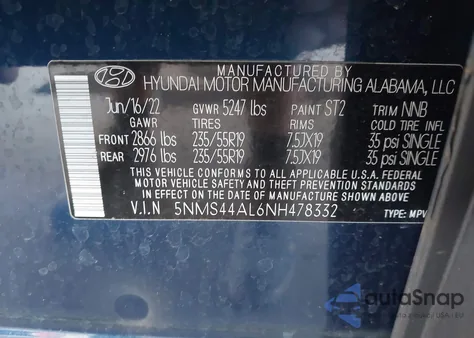 MANUFACTURED BY
HYUNDAI MOTOR MANUFACTURING ALABAMA, LLC
Jun/16/22 GVWR 5247 lbs PAINT ST2 TRIM NNB
GAWR TIRES RIMS COLD TIRE INFL
FRONT 2866 lbs 235/55R19 7.5JX19 35 psi SINGLE
REAR 2976 lbs 235/55R19 7.5JX19 35 psi SINGLE
THIS VEHICLE CONFORMS TO ALL APPLICABLE U.S.A. FEDERAL
MOTOR VEHICLE SAFETY AND THEFT PREVENTION STANDARDS
IN EFFECT ON THE DATE OF MANUFACTURE SHOWN ABOVE.
V.I.N 5NMS44AL6NH478332 TYPE: MPV
autoSnap